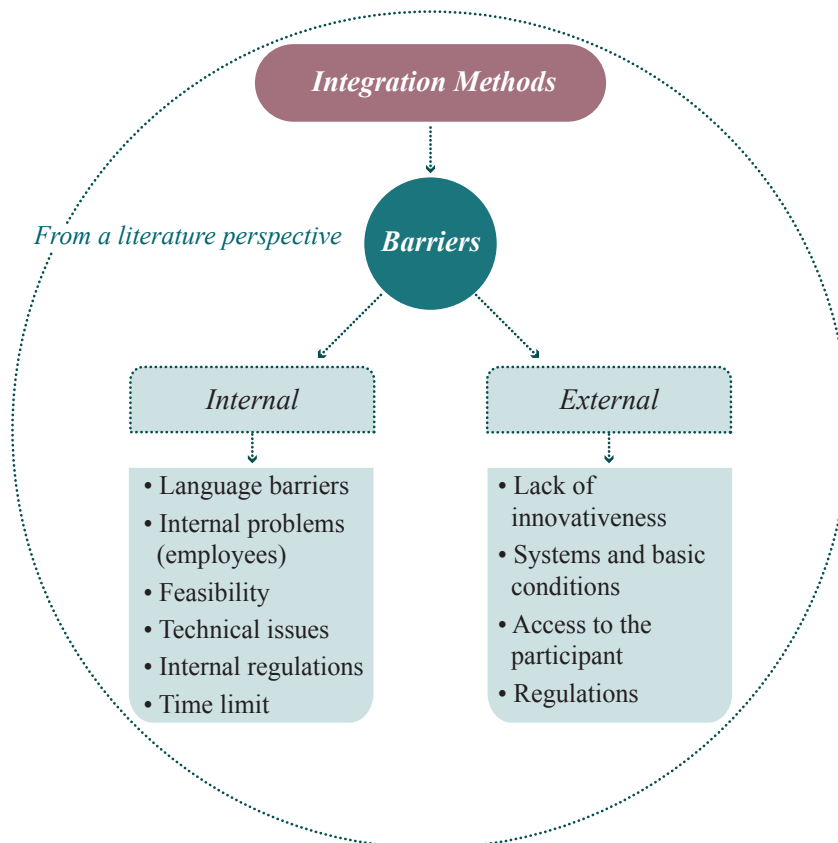 Integration Methods
From a literature perspective
Barriers
Internal
• Language barriers
• Internal problems
(employees)
• Feasibility
• Technical issues
• Internal regulations
• Time limit
External
• Lack of
innovativeness
• Systems and basic
conditions
• Access to the
participant
• Regulations